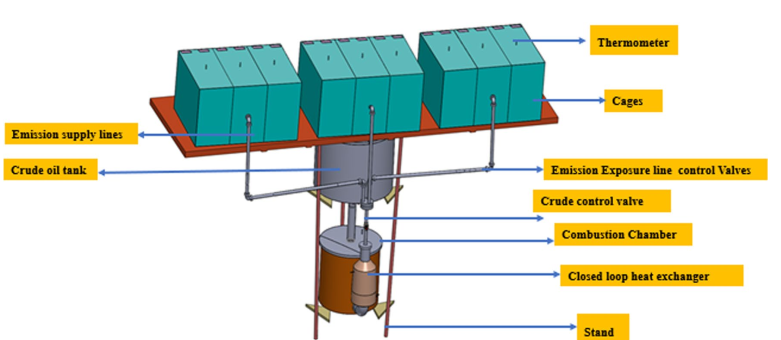 Thermometer
Cages
Emission supply lines
Crude oil tank
Emission Exposure line control Valves
Crude control valve
Combustion Chamber
Closed loop heat exchanger
Stand